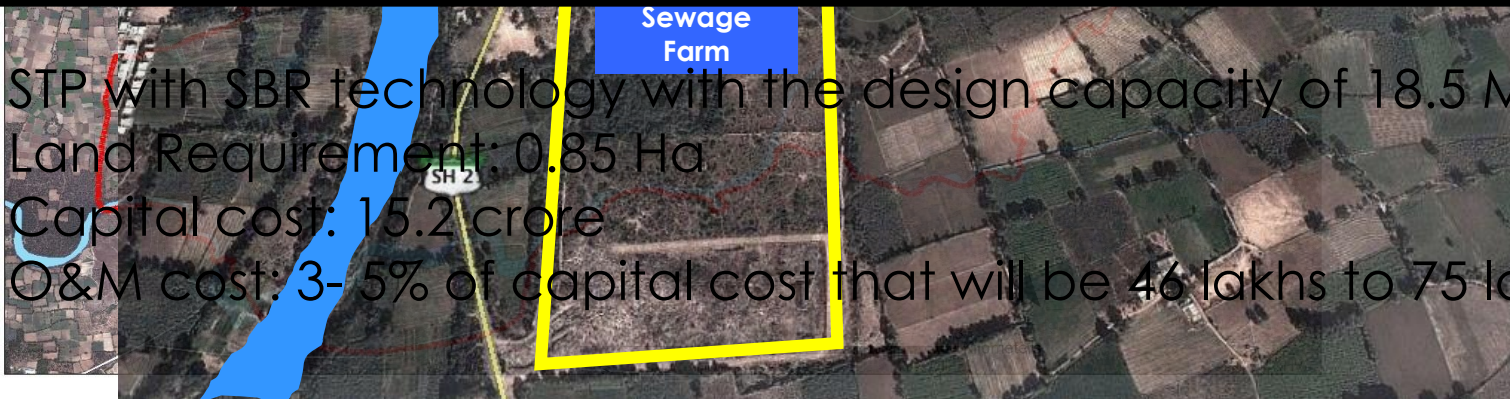 Sewage
Farm
STP with SBR technology with the design capacity of 18.5
Land Requirement: 0.85 Ha
SH 2
Capital cost: 15.2 crore
O&M cost: 3- 5% of capital cost that will be 46 lakhs to 75